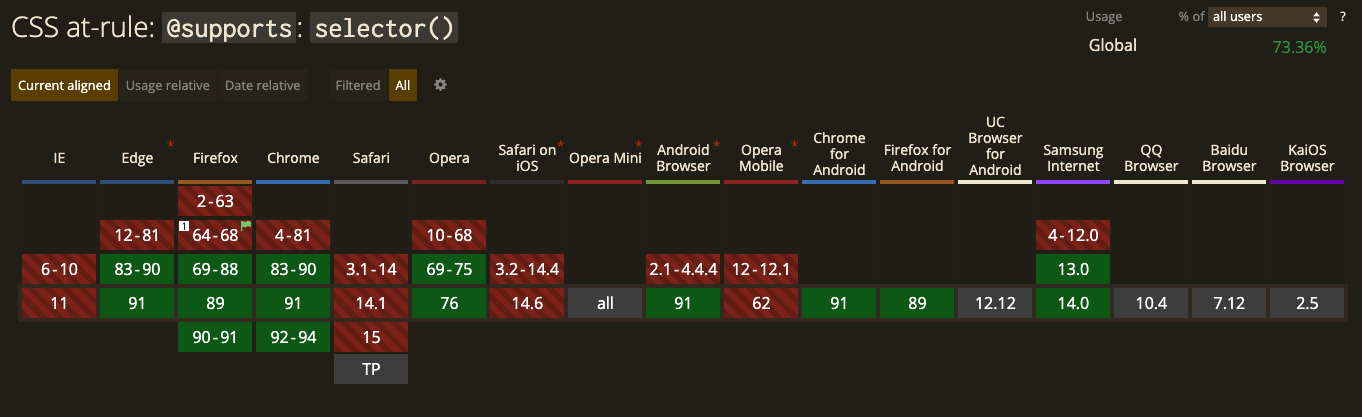 CSS at-rule: @supports: selector()
Usage % of all users ?
Global 73.36%
Current aligned Usage relative Date relative Filtered All
IE Edge * Firefox Chrome Safari Opera Safari on iOS * Opera Mini Android Browser * Opera Mobile * Chrome for Android Firefox for Android UC Browser for Android Samsung Internet QQ Browser Baidu Browser KaiOS Browser
2-63
12-81 1 64-68 4-81 10-68 4-12.0
6-10 83-90 69-88 83-90 3.1-14 69-75 3.2-14.4 2.1-4.4.4 12-12.1 13.0
11 91 89 91 14.1 76 14.6 all 91 62 91 89 12.12 14.0 10.4 7.12 2.5
90-91 92-94 15
TP